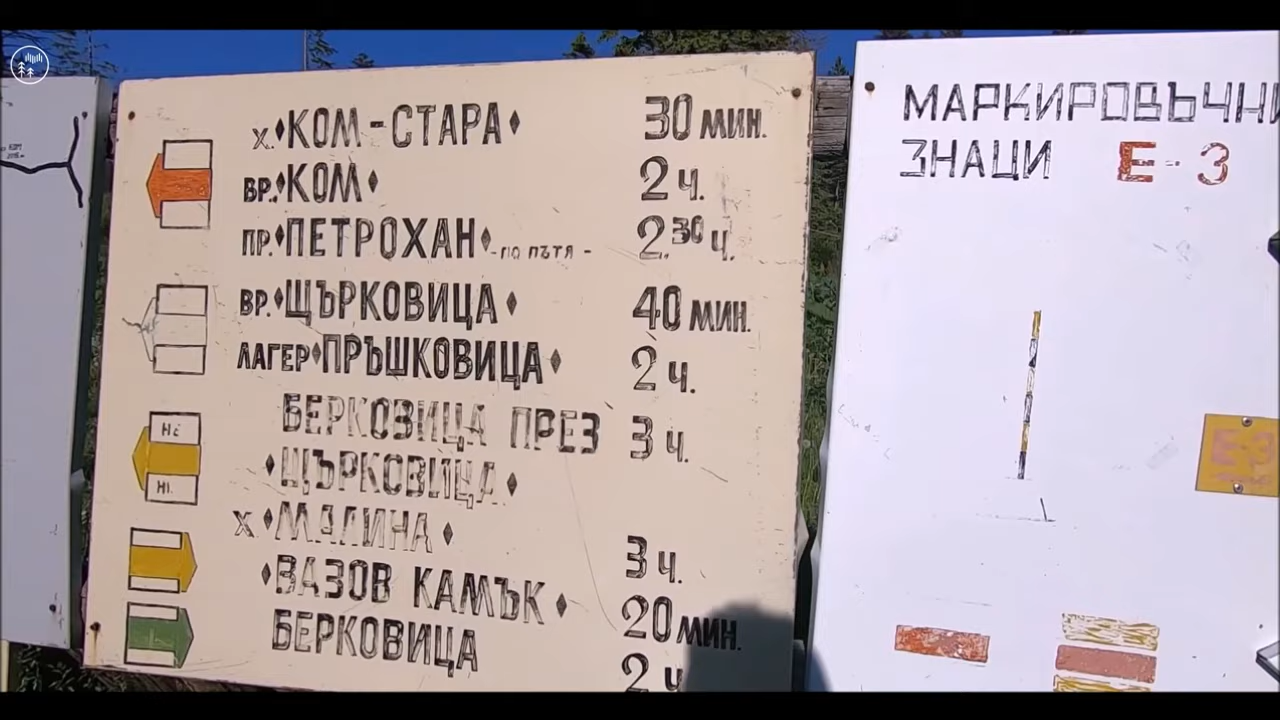 х. КОМ-СТАРА 30 МИН.
ВР. КОМ 2 Ч.
ПР. ПЕТРОХАН -ПО ПЪТЯ- 2.30 Ч.
ВР. ЩЪРКОВИЦА 40 МИН.
ЛАГЕР ПРЪШКОВИЦА 2 Ч.
БЕРКОВИЦА ПРЕЗ 3 Ч.
ЩЪРКОВИЦА
Х. МАЛИНА 3 Ч.
ВАЗОВ КАМЪК 20 МИН.
БЕРКОВИЦА 2 Ч
МАРКИРОВЪЧНИ
ЗНАЦИ Е-3
Е-3